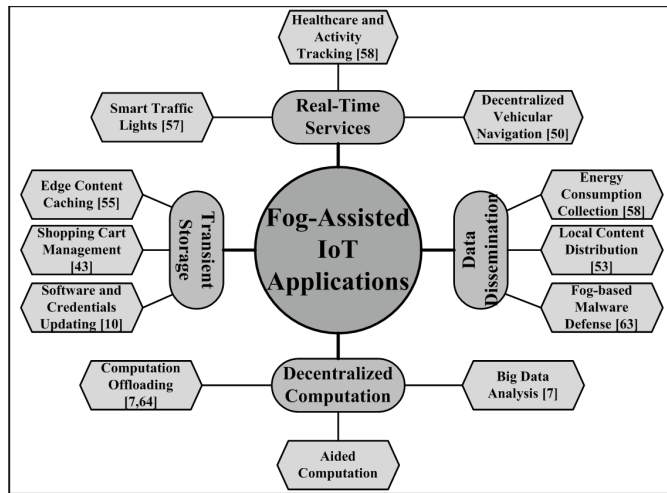 Healthcare and
Activity
Tracking [58]
Smart Traffic
Lights [57]
Real-Time
Services
Decentralized
Vehicular
Navigation [50]
Edge Content
Caching [55]
Shopping Cart
Management
[43]
Software and
Credentials
Updating [10]
Transient
Storage
Fog-Assisted
IoT
Applications
Data
Dissemination
Energy
Consumption
Collection [58]
Local Content
Distribution
[53]
Fog-based
Malware
Defense [63]
Computation
Offloading
[7,64]
Decentralized
Computation
Big Data
Analysis [7]
Aided
Computation